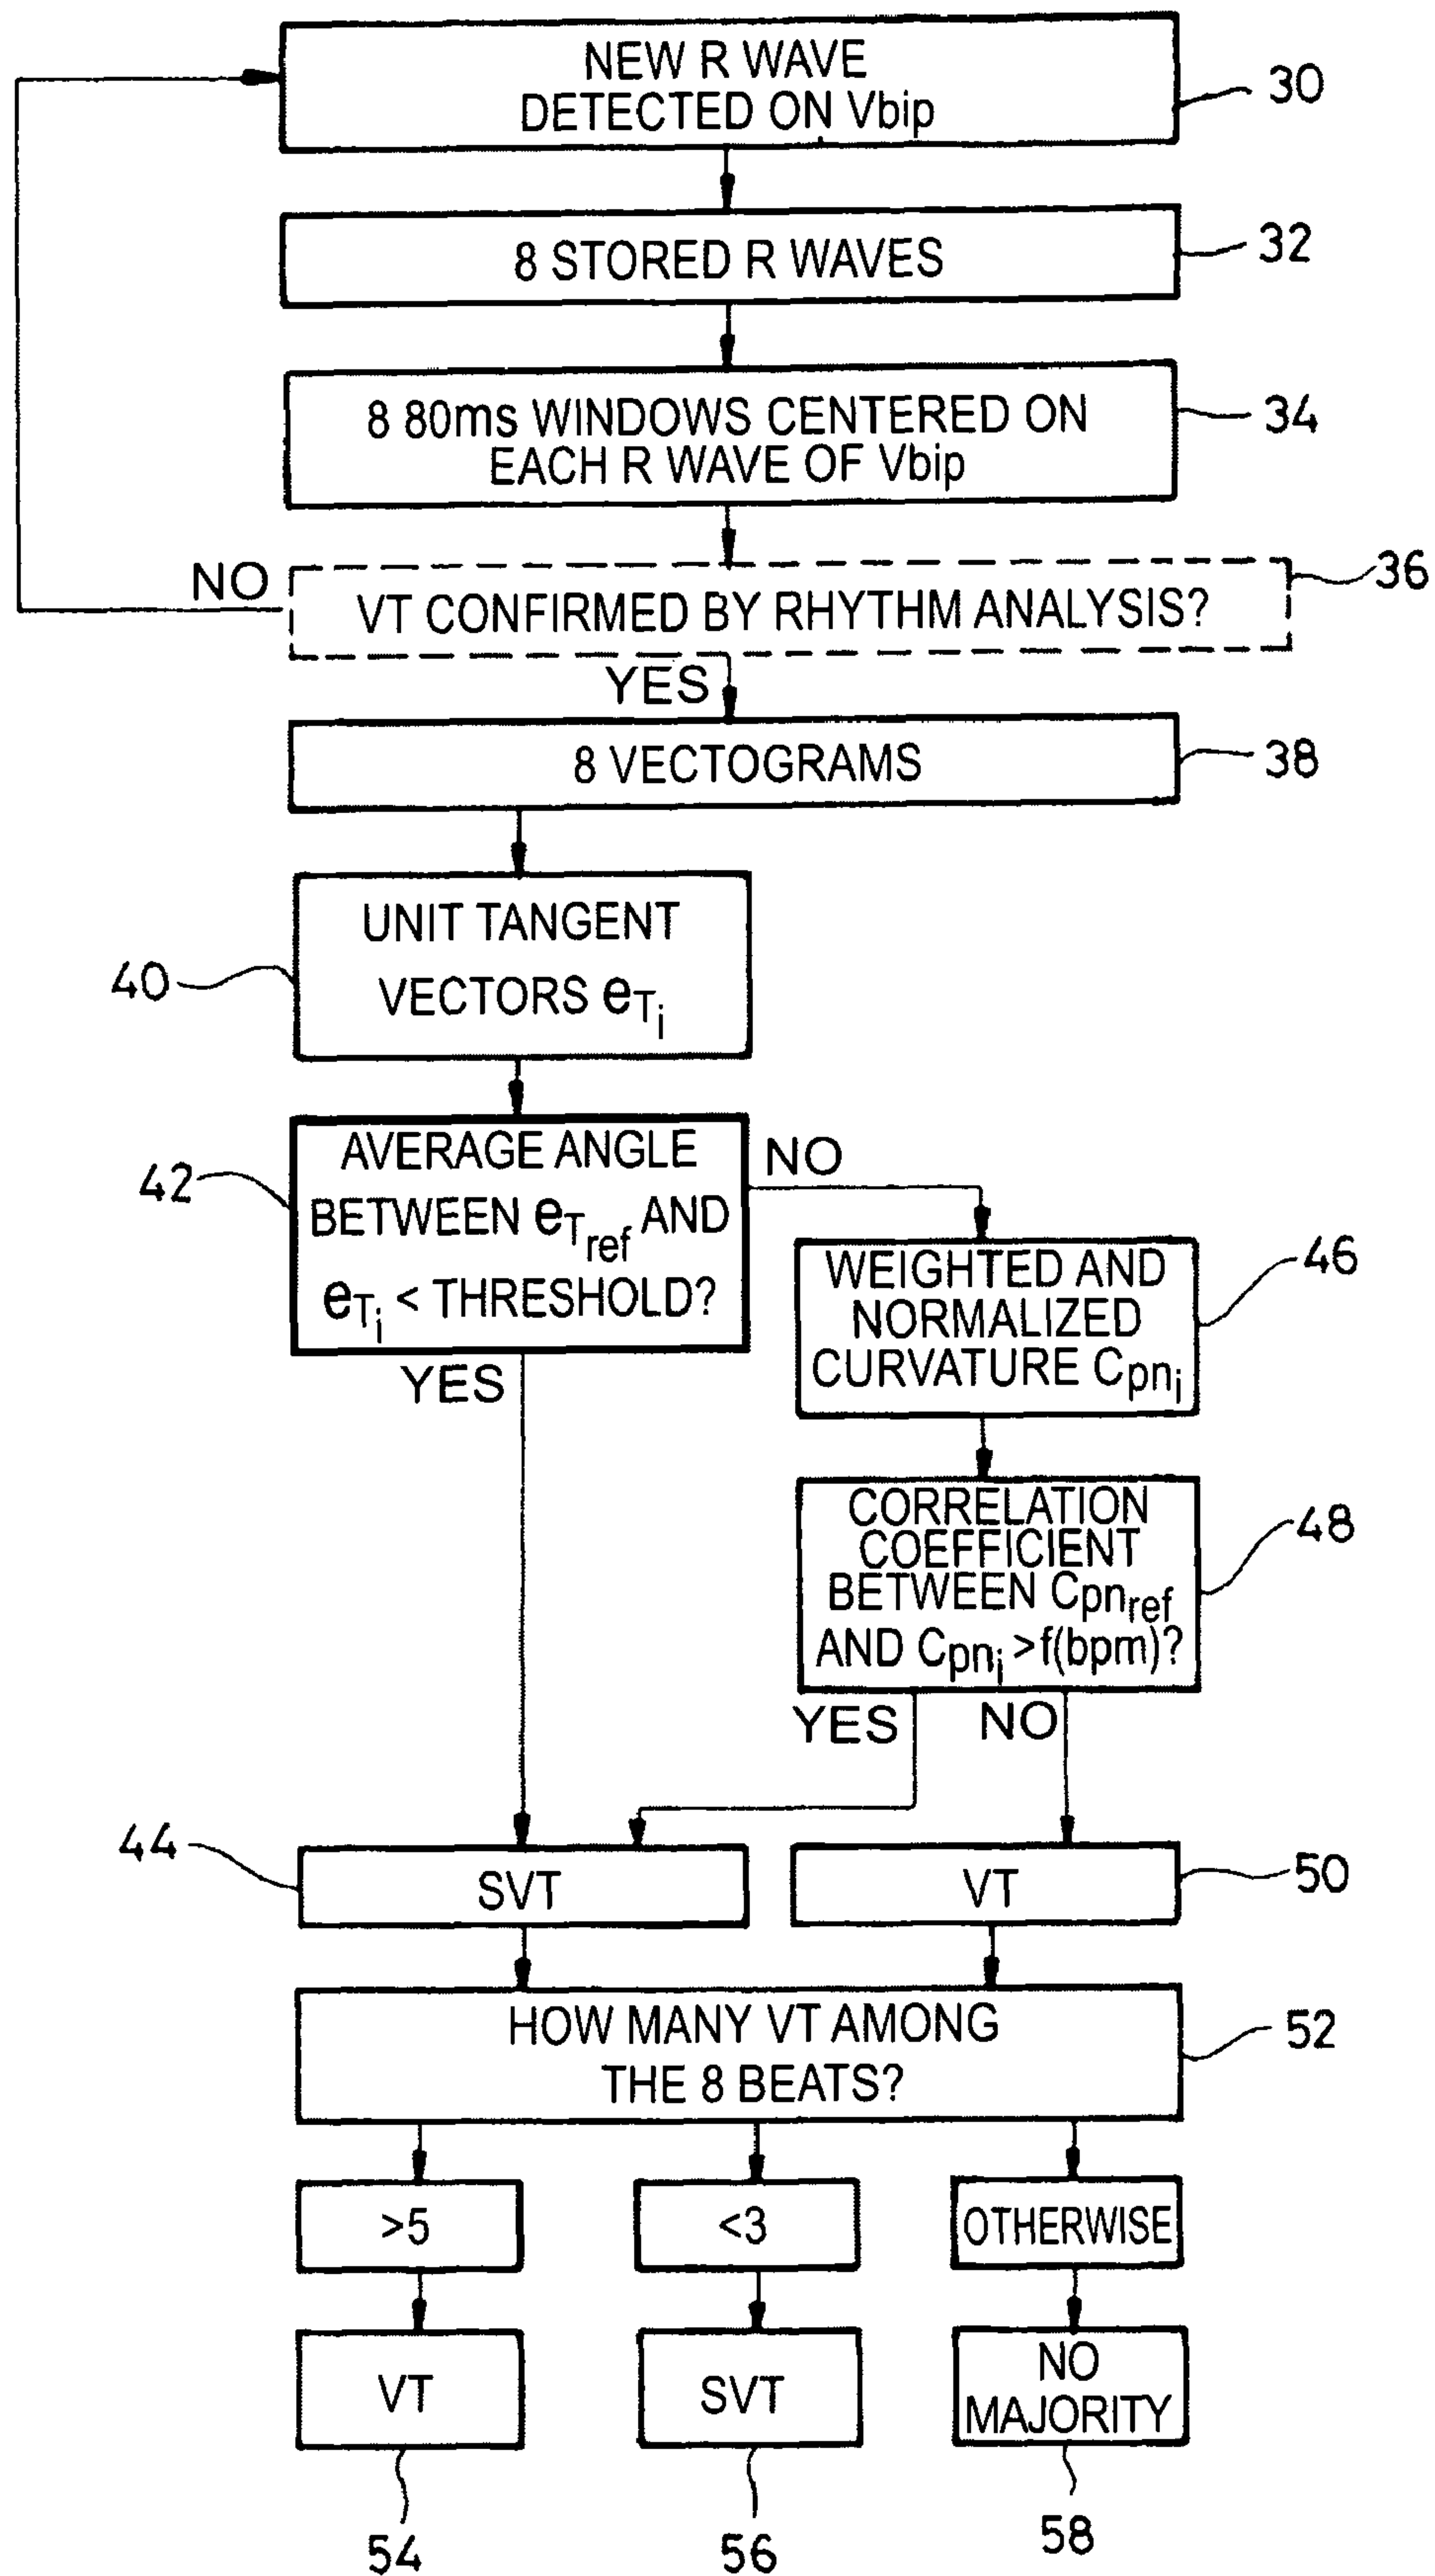 NEW R WAVE
DETECTED ON Vbip
30
8 STORED R WAVES
32
8 80ms WINDOWS CENTERED ON
EACH R WAVE OF Vbip
34
NO
VT CONFIRMED BY RHYTHM ANALYSIS?
36
YES
8 VECTOGRAMS
38
UNIT TANGENT
VECTORS eTi
40
AVERAGE ANGLE
BETWEEN eTref AND
eTi < THRESHOLD?
42
NO
YES
WEIGHTED AND
NORMALIZED
CURVATURE Cpni
46
CORRELATION
COEFFICIENT
BETWEEN Cpnref
AND Cpni >f(bpm)?
48
YES
NO
44
SVT
VT
50
HOW MANY VT AMONG
THE 8 BEATS?
52
>5
<3
OTHERWISE
VT
SVT
NO
MAJORITY
54
56
58